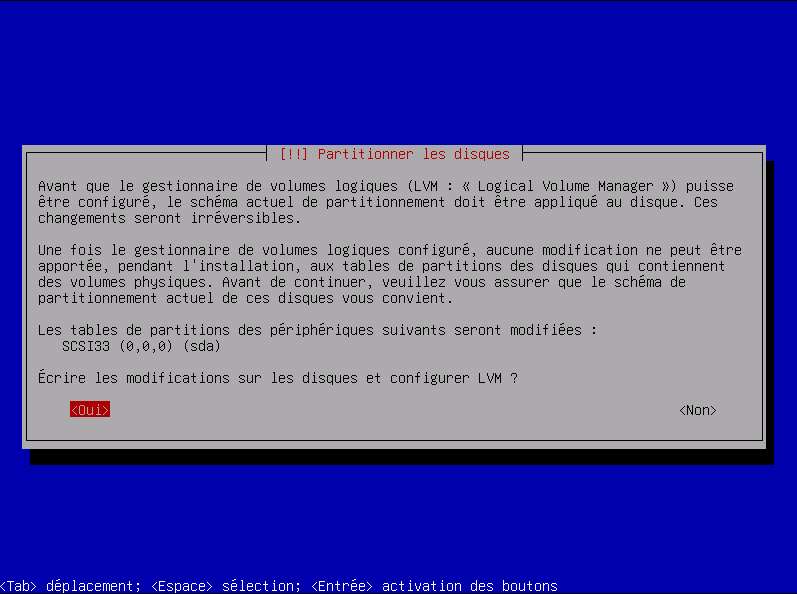 [!!] Partitionner les disques
Avant que le gestionnaire de volumes logiques (LVM : « Logical Volume Manager ») puisse
être configuré, le schéma actuel de partitionnement doit être appliqué au disque. Ces
changements seront irréversibles.
Une fois le gestionnaire de volumes logiques configuré, aucune modification ne peut être
apportée, pendant l'installation, aux tables de partitions des disques qui contiennent
des volumes physiques. Avant de continuer, veuillez vous assurer que le schéma de
partitionnement actuel de ces disques vous convient.
Les tables de partitions des périphériques suivants seront modifiées :
SCSI33 (0,0,0) (sda)
Écrire les modifications sur les disques et configurer LVM ?
<Oui> <Non>
<Tab> déplacement; <Espace> sélection; <Entrée> activation des boutons